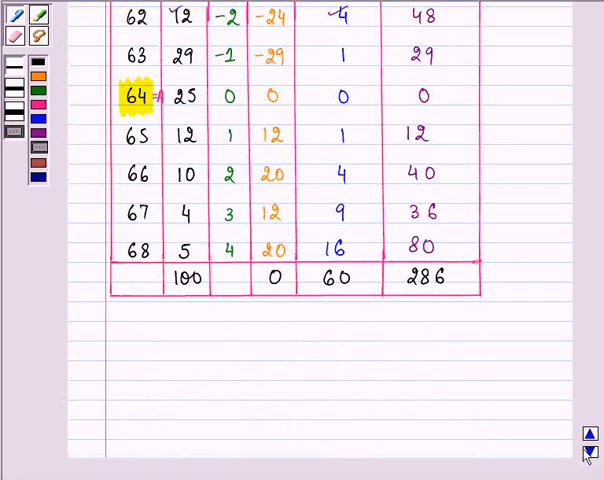 62 12 -2 -24 4 48
63 29 -1 -29 1 29
64=A 25 0 0 0 0
65 12 1 12 1 12
66 10 2 20 4 40
67 4 3 12 9 36
68 5 4 20 16 80
100 0 60 286